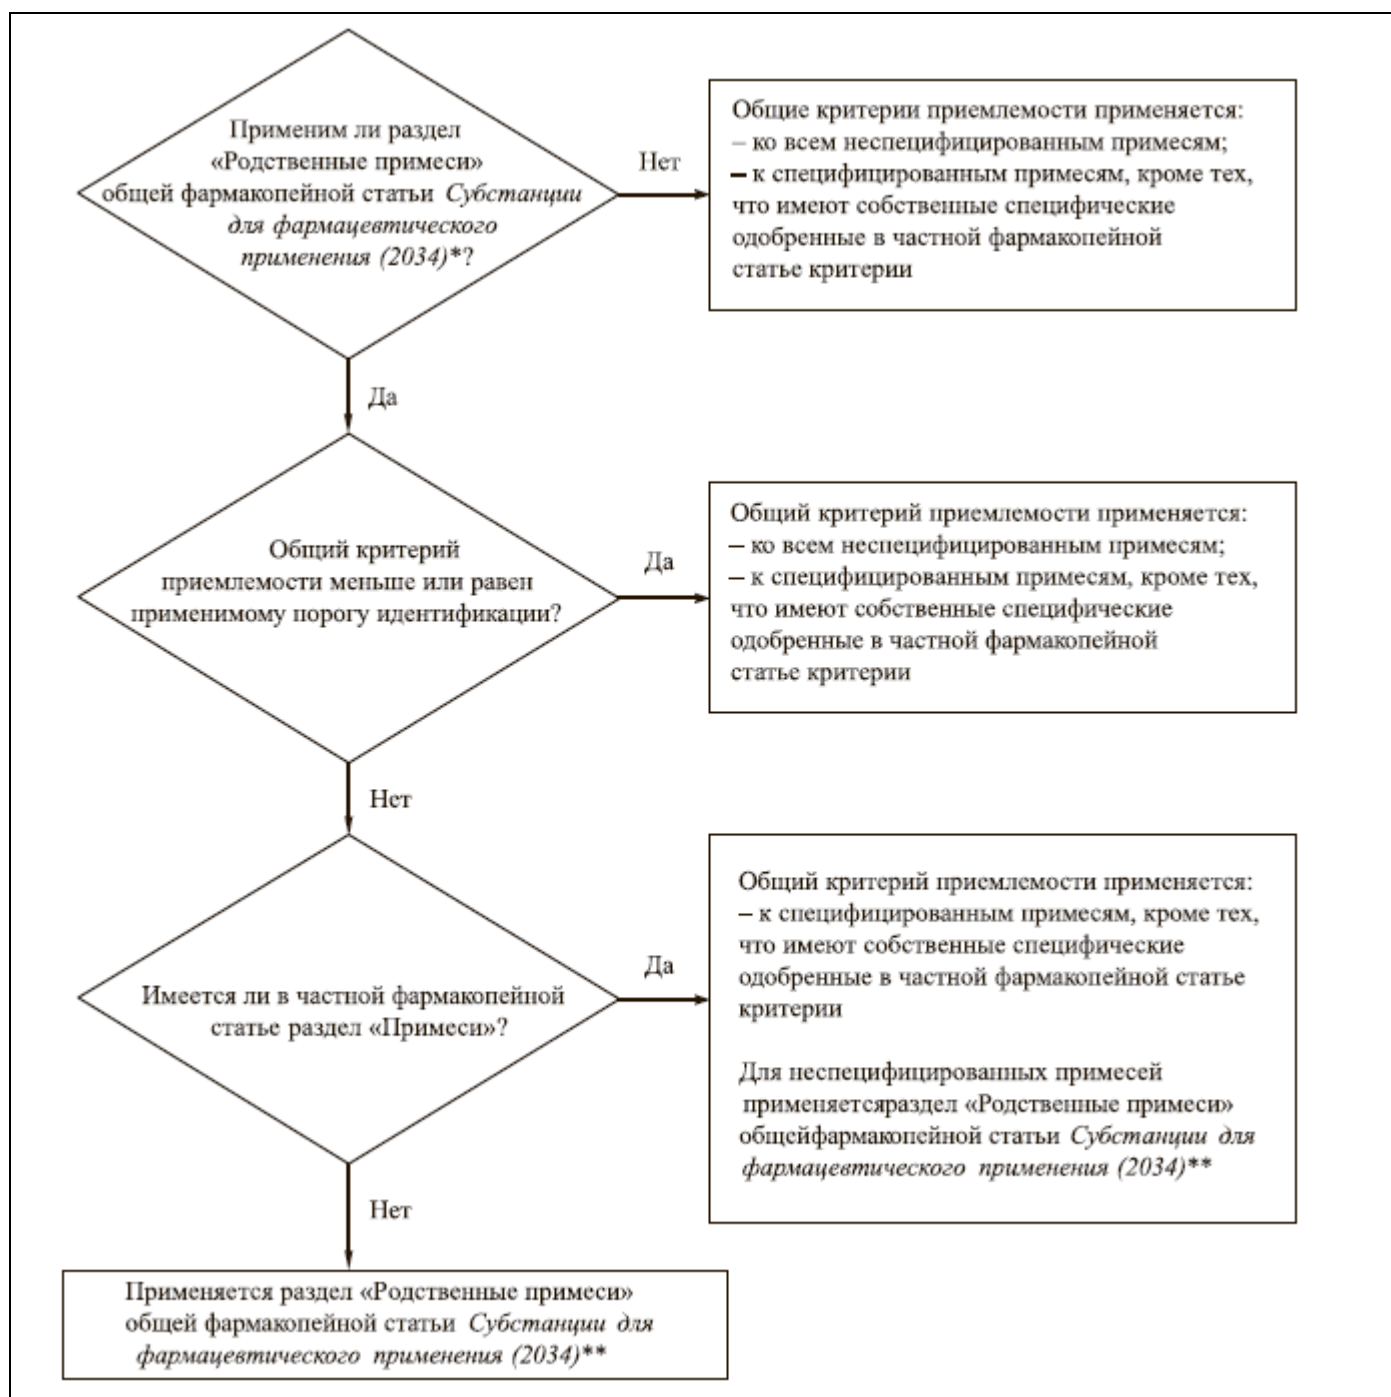 Применим ли раздел
«Родственные примеси»
общей фармакопейной статьи Субстанции
для фармацевтического
применения (2034)*?
Нет
Общие критерии приемлемости применяется:
– ко всем неспецифицированным примесям;
– к специфицированным примесям, кроме тех,
что имеют собственные специфические
одобренные в частной фармакопейной
статье критерии
Да
Общий критерий
приемлемости меньше или равен
применимому порогу идентификации?
Да
Общий критерий приемлемости применяется:
– ко всем неспецифицированным примесям;
– к специфицированным примесям, кроме тех,
что имеют собственные специфические
одобренные в частной фармакопейной
статье критерии
Нет
Имеется ли в частной фармакопейной
статье раздел «Примеси»?
Да
Общий критерий приемлемости применяется:
– к специфицированным примесям, кроме тех,
что имеют собственные специфические
одобренные в частной фармакопейной статье
критерии
Для неспецифицированных примесей
применяетсяраздел «Родственные примеси»
общейфармакопейной статьи Субстанции для
фармацевтического применения (2034)**
Нет
Применяется раздел «Родственные примеси»
общей фармакопейной статьи Субстанции для
фармацевтического применения (2034)**